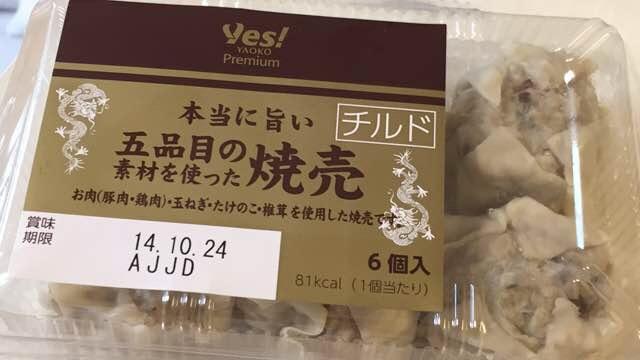 Yes!
YAOKO
Premium
本当に旨い
チルド
五品目の
素材を使った
焼売
お肉(豚肉・鶏肉)・玉ねぎ・たけのこ・椎茸を使用した焼売です
賞味
期限
14.10.24
AJJD
6個入
81kcal (1個当たり)